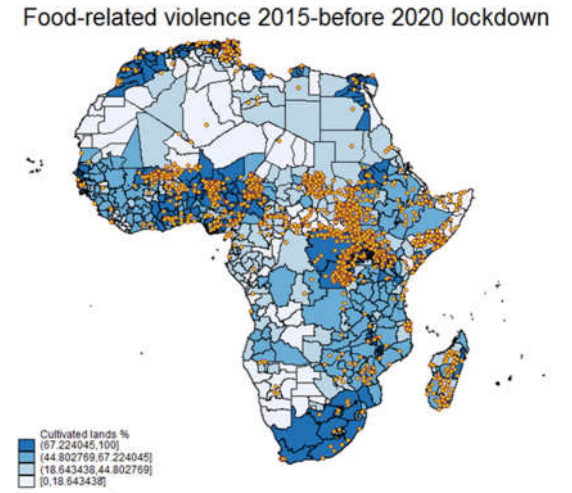 Food-related violence 2015-before 2020 lockdown
Cultivated lands %
(67.224045,100]
(44.802769,67.224045]
(18.643438,44.802769]
[0,18.643438]